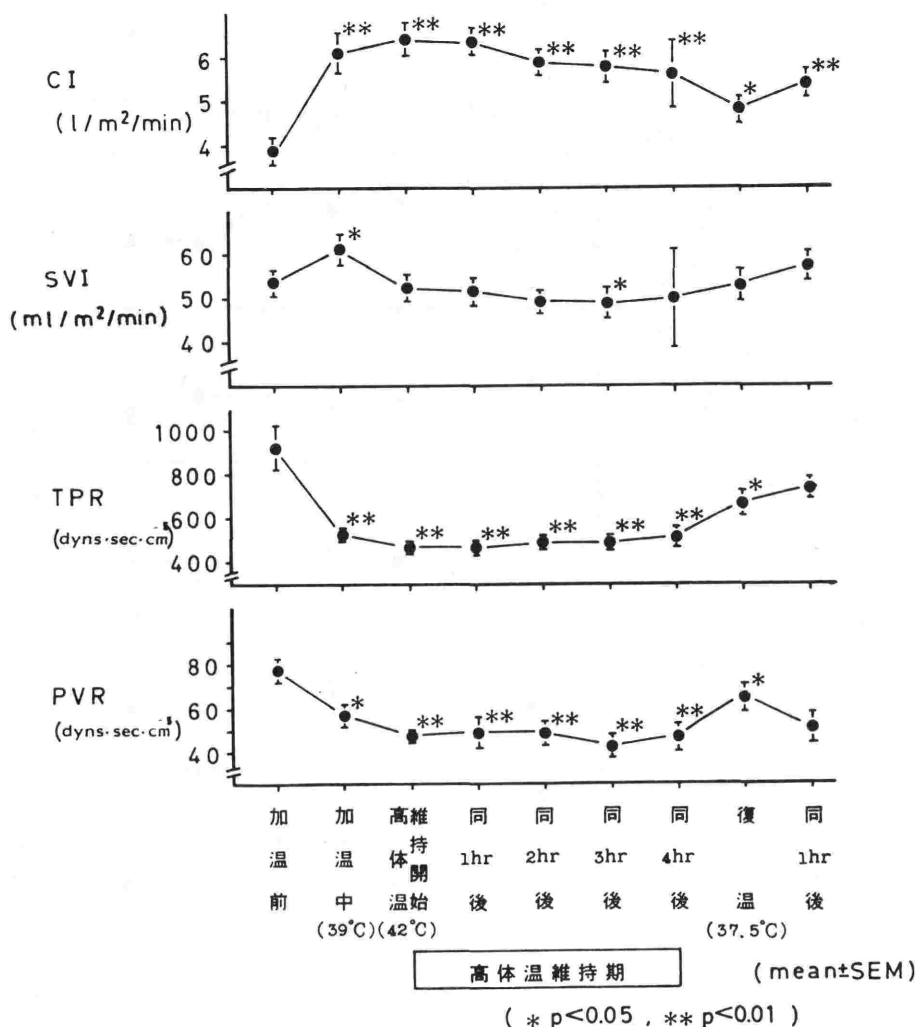 CI
(l/m²/min)
6
5
4
** ** ** ** ** ** * **
SVI
(ml/m²/min)
60
50
40
* *
TPR
(dyns·sec·cm⁻⁵)
1000
800
600
400
** ** ** ** ** ** *
PVR
(dyns·sec·cm⁻⁵)
80
60
40
* ** ** ** ** ** *
加温前
加温中
(39°C)
高体温維持開始
(42°C)
同1hr後
同2hr後
同3hr後
同4hr後
復温
(37.5°C)
同1hr後
高体温維持期
(mean±SEM)
( * p<0.05 , ** p<0.01 )